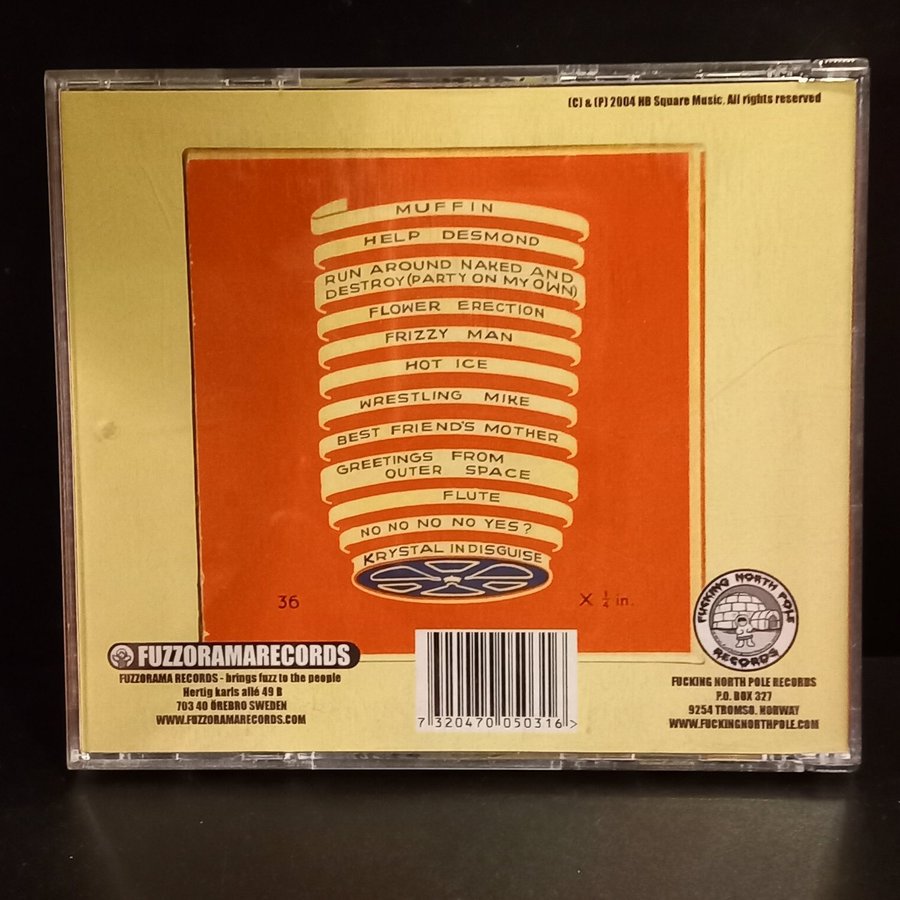 (C) & (P) 2004 HB Square Music. All rights reserved
MUFFIN
HELP DESMOND
RUN AROUND NAKED AND
DESTROY (PARTY ON MY OWN)
FLOWER ERECTION
FRIZZY MAN
HOT ICE
WRESTLING MIKE
BEST FRIEND'S MOTHER
GREETINGS FROM
OUTER SPACE
FLUTE
NO NO NO NO YES?
KRYSTAL IN DISGUISE
36
X 1/4 in.
FUZZORAMARECORDS
FUZZORAMA RECORDS - brings fuzz to the people
Hertig karls allé 49 B
703 40 ÖREBRO SWEDEN
WWW.FUZZORAMARECORDS.COM
7 320470 050316 >
FUCKING NORTH POLE
RECORDS
FUCKING NORTH POLE RECORDS
P.O. BOX 327
9254 TROMSO. NORWAY
WWW.FUCKINGNORTHPOLE.COM